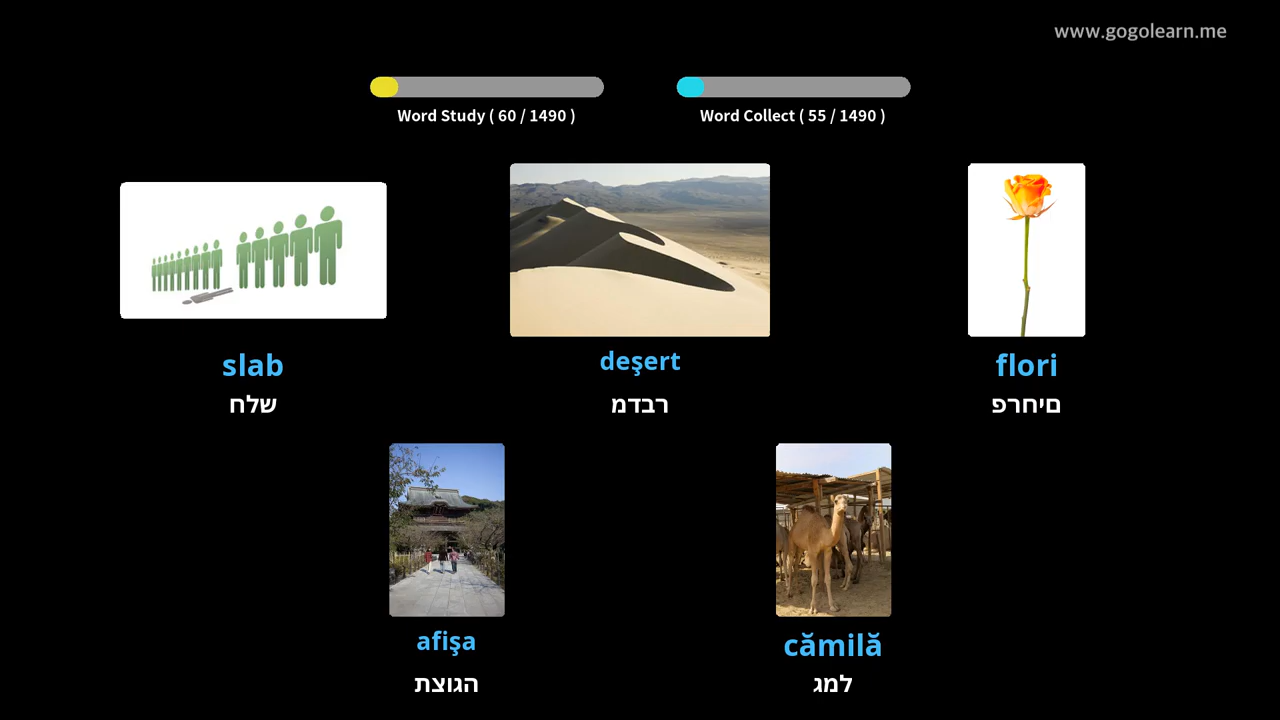 www.gogolearn.me
Word Study ( 60 / 1490 )
Word Collect ( 55 / 1490 )
slab
deşert
flori
שלח
רבדמ
םיחרפ
afişa
cămilă
הגוצת
למג